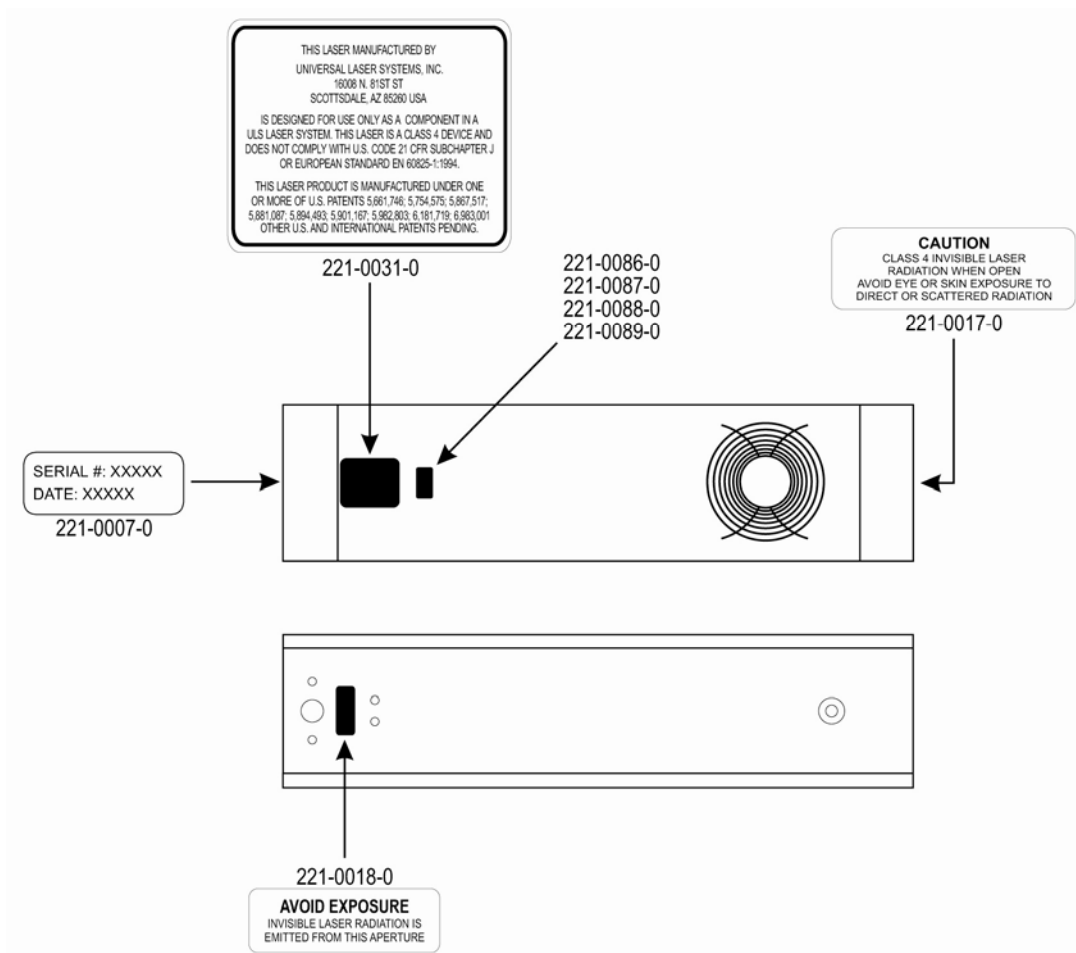 THIS LASER MANUFACTURED BY
UNIVERSAL LASER SYSTEMS, INC.
16008 N. 81ST ST
SCOTTSDALE, AZ 85260 USA
IS DESIGNED FOR USE ONLY AS A COMPONENT IN A
ULS LASER SYSTEM. THIS LASER IS A CLASS 4 DEVICE AND
DOES NOT COMPLY WITH U.S. CODE 21 CFR SUBCHAPTER J
OR EUROPEAN STANDARD EN 60825-1:1994.
THIS LASER PRODUCT IS MANUFACTURED UNDER ONE
OR MORE OF U.S. PATENTS 5,661,746; 5,754,575; 5,867,517;
5,881,087; 5,894,493; 5,901,167; 5,982,803; 6,181,719; 6,983,001
OTHER U.S. AND INTERNATIONAL PATENTS PENDING.
221-0031-0
221-0086-0
221-0087-0
221-0088-0
221-0089-0
CAUTION
CLASS 4 INVISIBLE LASER
RADIATION WHEN OPEN
AVOID EYE OR SKIN EXPOSURE TO
DIRECT OR SCATTERED RADIATION
221-0017-0
SERIAL #: XXXXX
DATE: XXXXX
221-0007-0
221-0018-0
AVOID EXPOSURE
INVISIBLE LASER RADIATION IS
EMITTED FROM THIS APERTURE